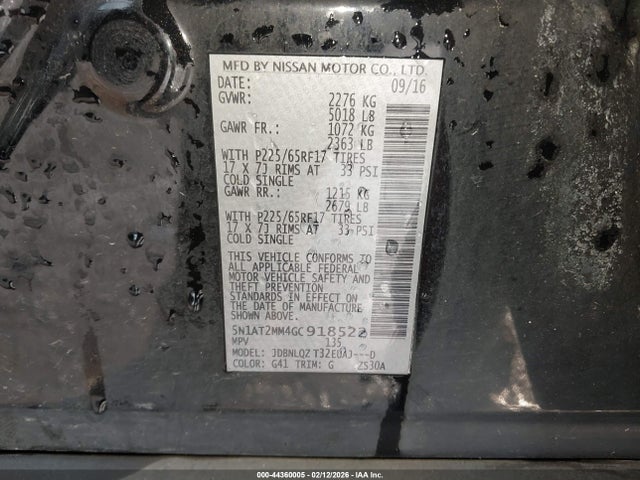 MFD BY NISSAN MOTOR CO., LTD.
DATE: 09/16
GVWR: 2276 KG
5018 LB
GAWR FR.: 1072 KG
2363 LB
WITH P225/65RF17 TIRES
17 X 7J RIMS AT 33 PSI
COLD SINGLE
GAWR RR.: 1215 KG
2679 LB
WITH P225/65RF17 TIRES
17 X 7J RIMS AT 33 PSI
COLD SINGLE
THIS VEHICLE CONFORMS TO
ALL APPLICABLE FEDERAL
MOTOR VEHICLE SAFETY AND
THEFT PREVENTION
STANDARDS IN EFFECT ON
THE DATE OF MANUFACTURE
SHOWN ABOVE.
5N1AT2MM4GC918522
MPV 135
MODEL: JDBNLQZ T32EUAJ---D
COLOR: G41 TRIM: G ZS30A
000-44360005 - 02/12/2026 - IAA Inc.